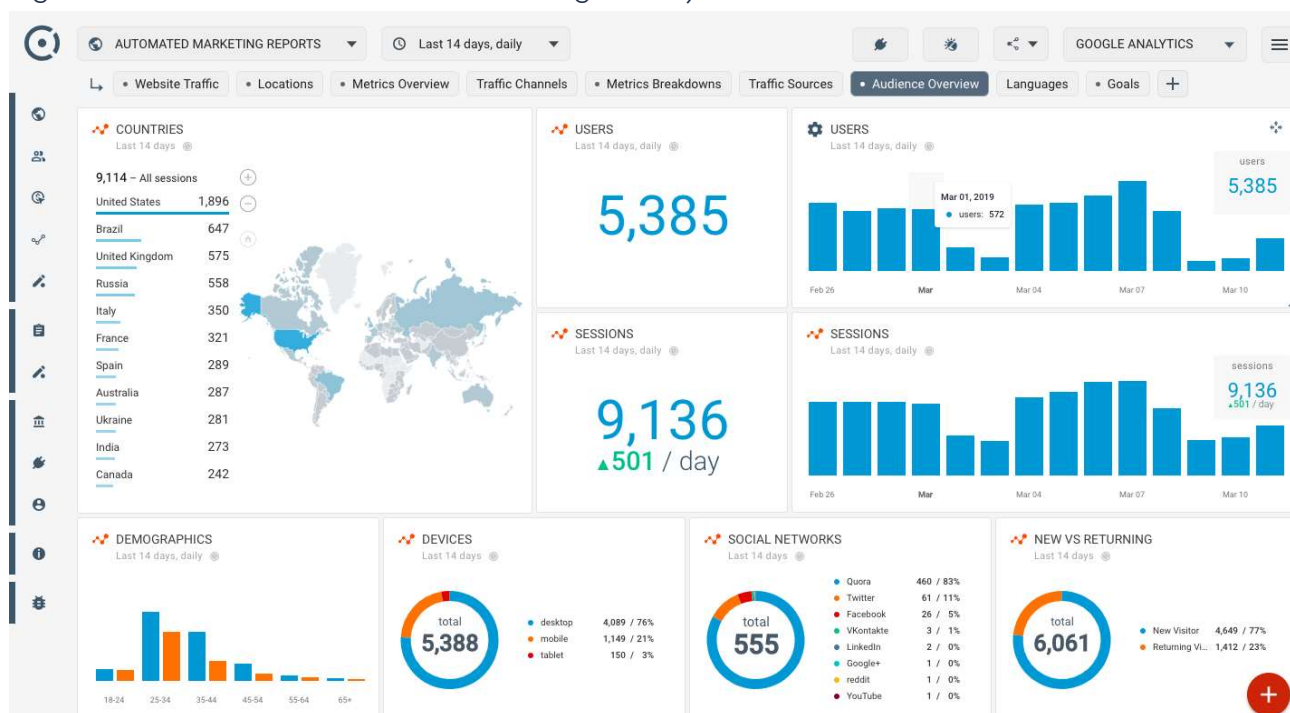 AUTOMATED MARKETING REPORTS
Last 14 days, daily
GOOGLE ANALYTICS
• Website Traffic
• Locations
• Metrics Overview
Traffic Channels
• Metrics Breakdowns
Traffic Sources
• Audience Overview
Languages
• Goals
COUNTRIES
Last 14 days
9,114 – All sessions
United States 1,896
Brazil 647
United Kingdom 575
Russia 558
Italy 350
France 321
Spain 289
Australia 287
Ukraine 281
India 273
Canada 242
USERS
Last 14 days, daily
5,385
USERS
Last 14 days, daily
users
5,385
Mar 01, 2019
users: 572
Feb 26 Mar Mar 04 Mar 07 Mar 10
SESSIONS
Last 14 days, daily
9,136
▲501 / day
SESSIONS
Last 14 days, daily
sessions
9,136
▲501 / day
Feb 26 Mar Mar 04 Mar 07 Mar 10
DEMOGRAPHICS
Last 14 days, daily
18-24 25-34 35-44 45-54 55-64 65+
DEVICES
Last 14 days
total
5,388
desktop 4,089 / 76%
mobile 1,149 / 21%
tablet 150 / 3%
SOCIAL NETWORKS
Last 14 days
total
555
Quora 460 / 83%
Twitter 61 / 11%
Facebook 26 / 5%
VKontakte 3 / 1%
LinkedIn 2 / 0%
Google+ 1 / 0%
reddit 1 / 0%
YouTube 1 / 0%
NEW VS RETURNING
Last 14 days
total
6,061
New Visitor 4,649 / 77%
Returning Vi... 1,412 / 23%